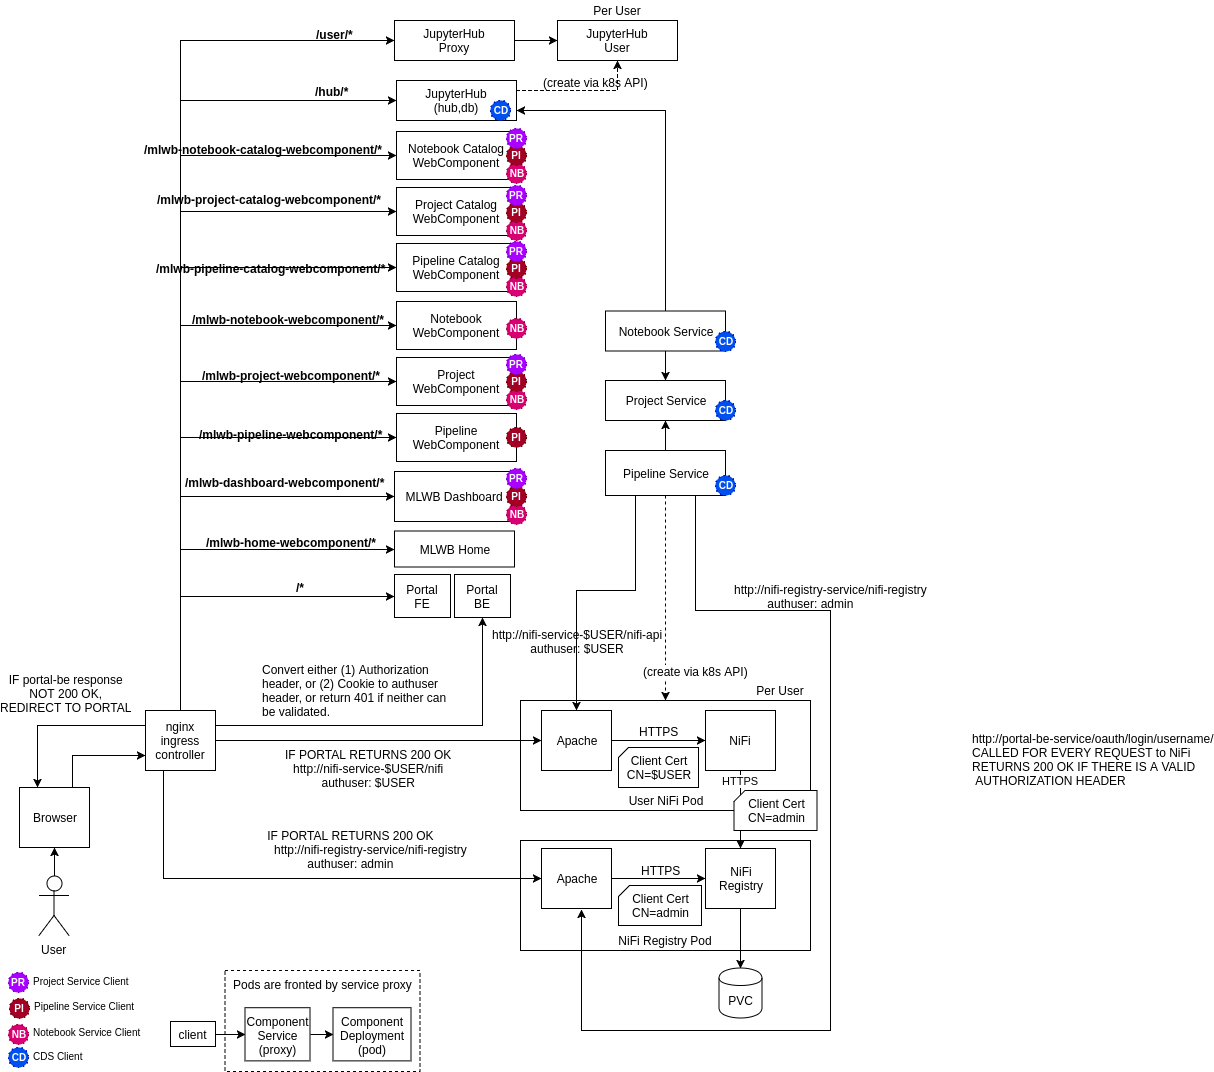 Per User
/user/*
JupyterHub
Proxy
JupyterHub
User
/hub/*
JupyterHub
(hub,db)
CD
(create via k8s API)
/mlwb-notebook-catalog-webcomponent/*
Notebook Catalog
WebComponent
PR
PI
NB
/mlwb-project-catalog-webcomponent/*
Project Catalog
WebComponent
PR
PI
NB
/mlwb-pipeline-catalog-webcomponent/*
Pipeline Catalog
WebComponent
PR
PI
NB
/mlwb-notebook-webcomponent/*
Notebook
WebComponent
NB
Notebook Service
CD
/mlwb-project-webcomponent/*
Project
WebComponent
PR
PI
NB
Project Service
CD
/mlwb-pipeline-webcomponent/*
Pipeline
WebComponent
PI
Pipeline Service
CD
/mlwb-dashboard-webcomponent/*
MLWB Dashboard
PR
PI
NB
/mlwb-home-webcomponent/*
MLWB Home
/*
Portal
FE
Portal
BE
http://nifi-registry-service/nifi-registry
authuser: admin
http://nifi-service-$USER/nifi-api
authuser: $USER
(create via k8s API)
Convert either (1) Authorization
header, or (2) Cookie to authuser
header, or return 401 if neither can
be validated.
IF portal-be response
NOT 200 OK,
REDIRECT TO PORTAL
Per User
nginx
ingress
controller
Apache
HTTPS
NiFi
Client Cert
CN=$USER
HTTPS
User NiFi Pod
Client Cert
CN=admin
IF PORTAL RETURNS 200 OK
http://nifi-service-$USER/nifi
authuser: $USER
http://portal-be-service/oauth/login/username/
CALLED FOR EVERY REQUEST to NiFi
RETURNS 200 OK IF THERE IS A VALID
AUTHORIZATION HEADER
Browser
IF PORTAL RETURNS 200 OK
http://nifi-registry-service/nifi-registry
authuser: admin
Apache
HTTPS
NiFi
Registry
Client Cert
CN=admin
NiFi Registry Pod
User
PVC
PR Project Service Client
PI Pipeline Service Client
NB Notebook Service Client
CD CDS Client
Pods are fronted by service proxy
client
Component
Service
(proxy)
Component
Deployment
(pod)